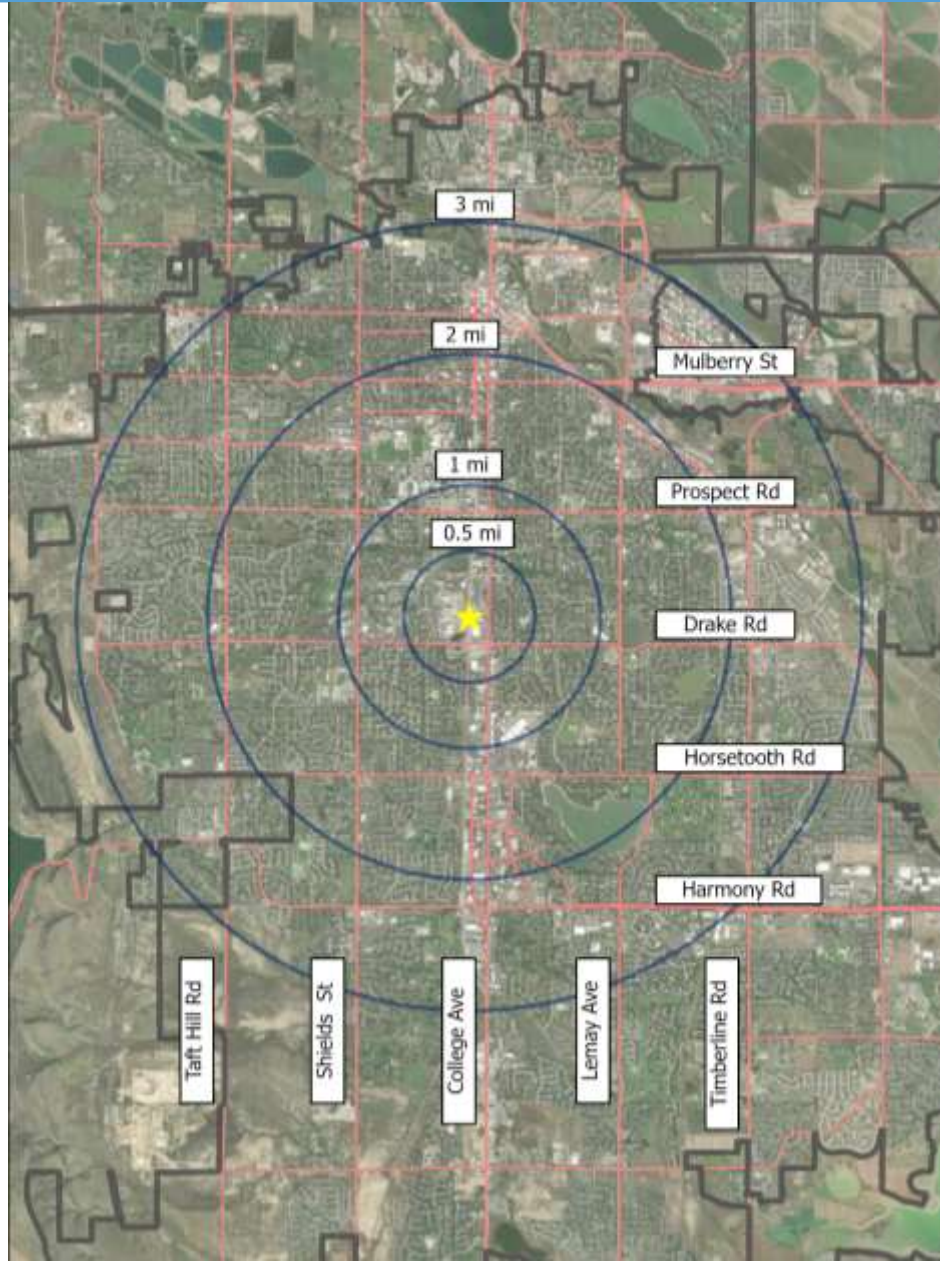 3 mi
2 mi
Mulberry St
1 mi
Prospect Rd
0.5 mi
Drake Rd
Horsetooth Rd
Harmony Rd
Taft Hill Rd
Shields St
College Ave
Lemay Ave
Timberline Rd